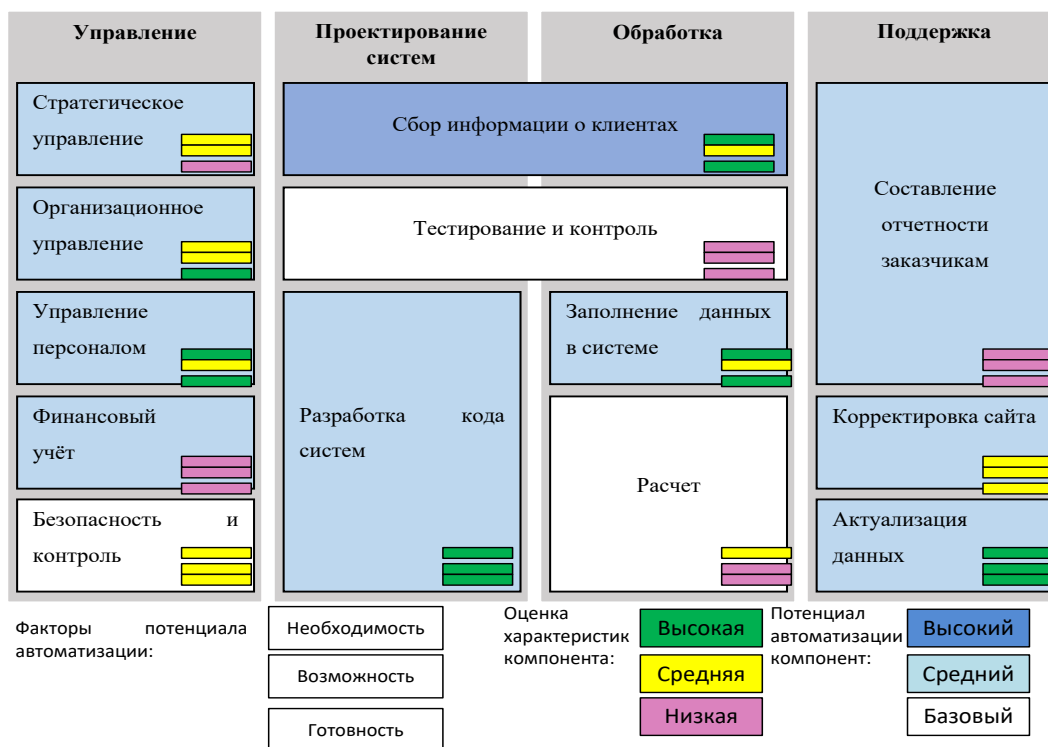 Управление
Проектирование
систем
Обработка
Поддержка
Стратегическое
управление
Сбор информации о клиентах
Составление
отчетности
заказчикам
Организационное
управление
Тестирование и контроль
Управление
персоналом
Разработка кода
систем
Заполнение данных
в системе
Финансовый
учёт
Расчет
Корректировка сайта
Безопасность и
контроль
Актуализация
данных
Факторы потенциала
автоматизации:
Необходимость
Возможность
Готовность
Оценка
характеристик
компонента:
Высокая
Средняя
Низкая
Потенциал
автоматизации
компонент:
Высокий
Средний
Базовый